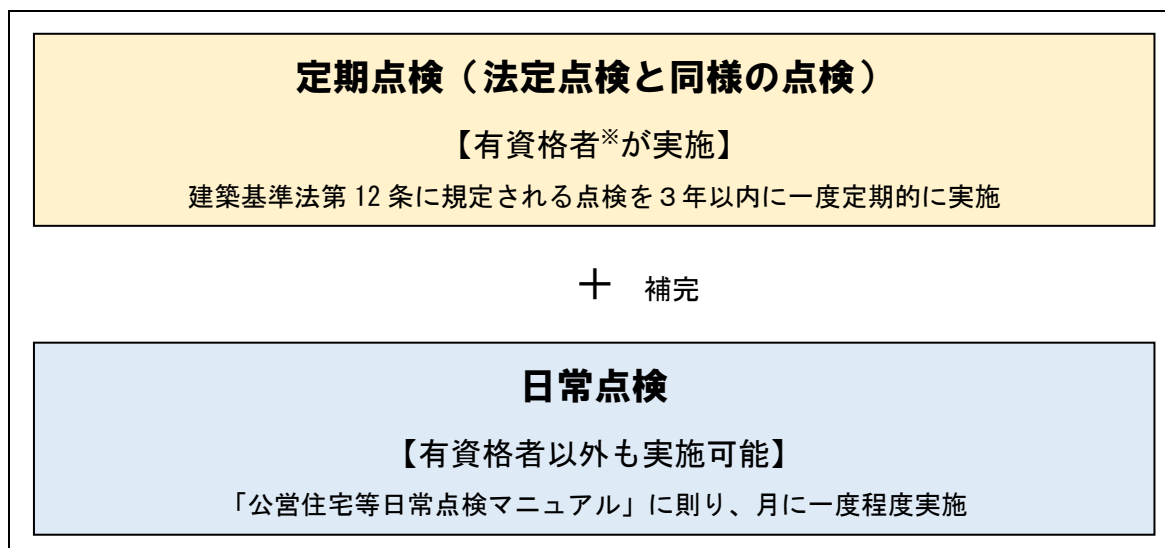 定期点検（法定点検と同様の点検）
【有資格者※が実施】
建築基準法第 12 条に規定される点検を３年以内に一度定期的に実施
＋ 補完
日常点検
【有資格者以外も実施可能】
「公営住宅等日常点検マニュアル」に則り、月に一度程度実施